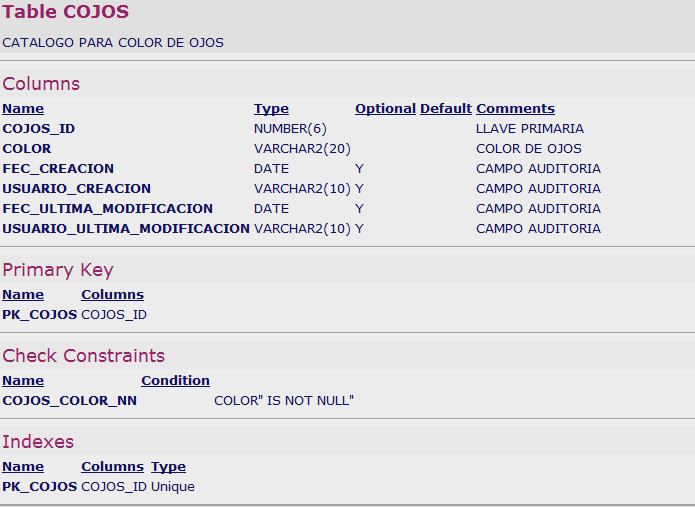 Table COJOS
CATALOGO PARA COLOR DE OJOS
Columns
Name Type Optional Default Comments
COJOS_ID NUMBER(6) LLAVE PRIMARIA
COLOR VARCHAR2(20) COLOR DE OJOS
FEC_CREACION DATE Y CAMPO AUDITORIA
USUARIO_CREACION VARCHAR2(10) Y CAMPO AUDITORIA
FEC_ULTIMA_MODIFICACION DATE Y CAMPO AUDITORIA
USUARIO_ULTIMA_MODIFICACION VARCHAR2(10) Y CAMPO AUDITORIA
Primary Key
Name Columns
PK_COJOS COJOS_ID
Check Constraints
Name Condition
COJOS_COLOR_NN COLOR" IS NOT NULL"
Indexes
Name Columns Type
PK_COJOS COJOS_ID Unique